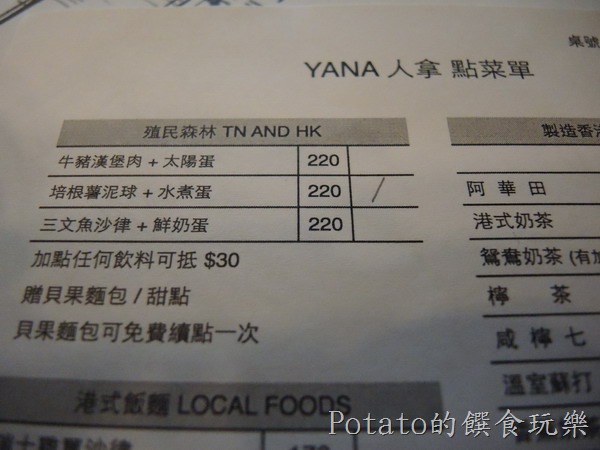 桌號
YANA 人拿 點菜單
殖民森林 TN AND HK
牛豬漢堡肉 + 太陽蛋 220
培根薯泥球 + 水煮蛋 220 /
三文魚沙律 + 鮮奶蛋 220
加點任何飲料可抵 $30
贈貝果麵包 / 甜點
貝果麵包可免費續點一次
港式飯麵 LOCAL FOODS
製造香港
阿華田
港式奶茶
鴛鴦奶茶 (有加
檸 茶
咸檸七
溫室蘇打
Potato的饌食玩樂